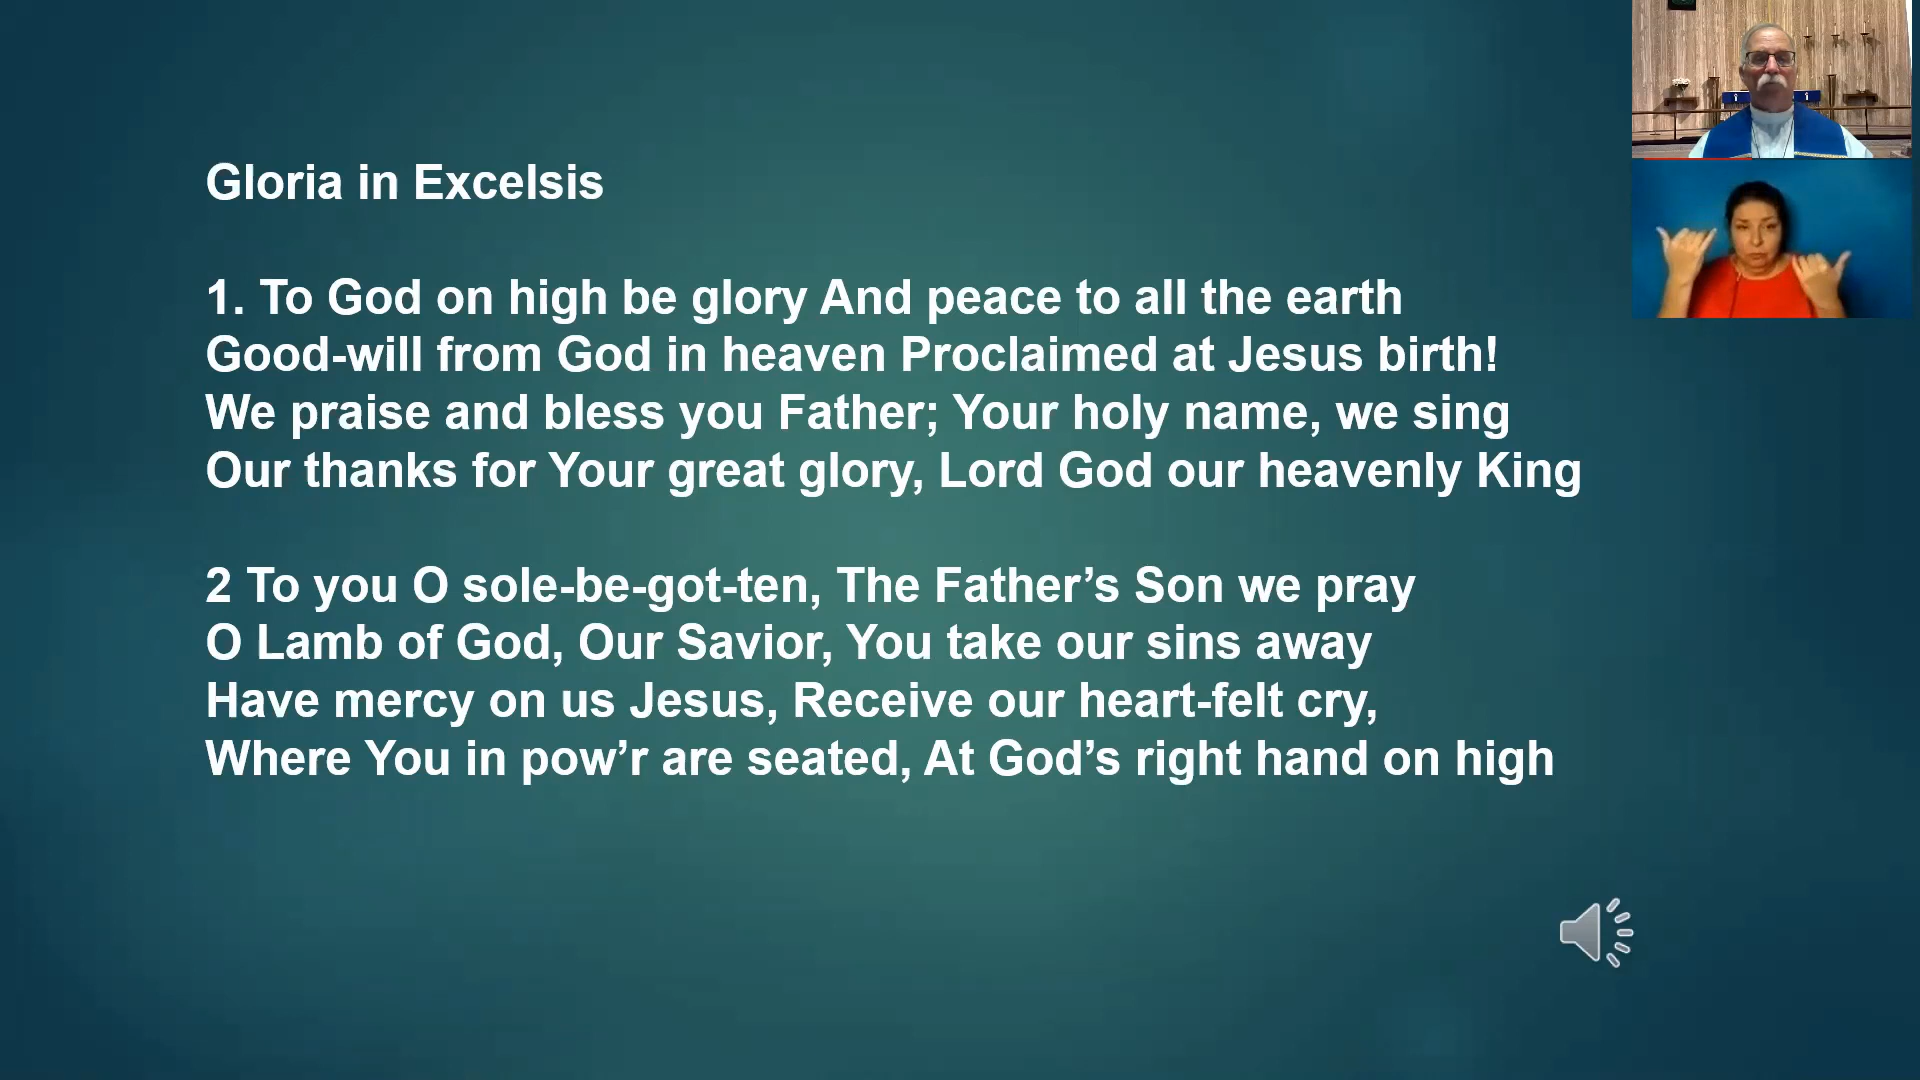 Gloria in Excelsis
1. To God on high be glory And peace to all the earth
Good-will from God in heaven Proclaimed at Jesus birth!
We praise and bless you Father; Your holy name, we sing
Our thanks for Your great glory, Lord God our heavenly King
2 To you O sole-be-got-ten, The Father’s Son we pray
O Lamb of God, Our Savior, You take our sins away
Have mercy on us Jesus, Receive our heart-felt cry,
Where You in pow’r are seated, At God’s right hand on high